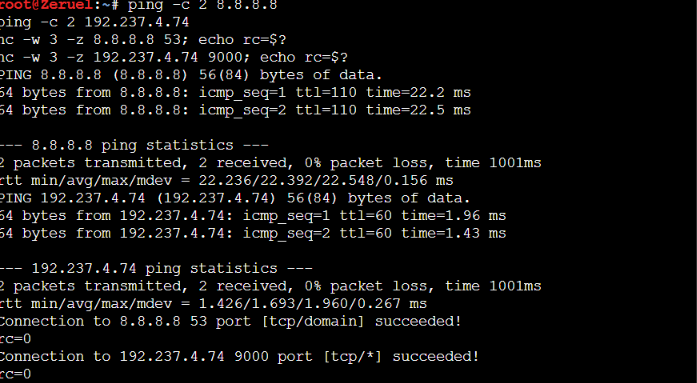 root@Zeruel:~# ping -c 2 8.8.8.8
ping -c 2 192.237.4.74
nc -w 3 -z 8.8.8.8 53; echo rc=$?
nc -w 3 -z 192.237.4.74 9000; echo rc=$?
PING 8.8.8.8 (8.8.8.8) 56(84) bytes of data.
64 bytes from 8.8.8.8: icmp_seq=1 ttl=110 time=22.2 ms
64 bytes from 8.8.8.8: icmp_seq=2 ttl=110 time=22.5 ms
--- 8.8.8.8 ping statistics ---
2 packets transmitted, 2 received, 0% packet loss, time 1001ms
rtt min/avg/max/mdev = 22.236/22.392/22.548/0.156 ms
PING 192.237.4.74 (192.237.4.74) 56(84) bytes of data.
64 bytes from 192.237.4.74: icmp_seq=1 ttl=60 time=1.96 ms
64 bytes from 192.237.4.74: icmp_seq=2 ttl=60 time=1.43 ms
--- 192.237.4.74 ping statistics ---
2 packets transmitted, 2 received, 0% packet loss, time 1001ms
rtt min/avg/max/mdev = 1.426/1.693/1.960/0.267 ms
Connection to 8.8.8.8 53 port [tcp/domain] succeeded!
rc=0
Connection to 192.237.4.74 9000 port [tcp/*] succeeded!
rc=0